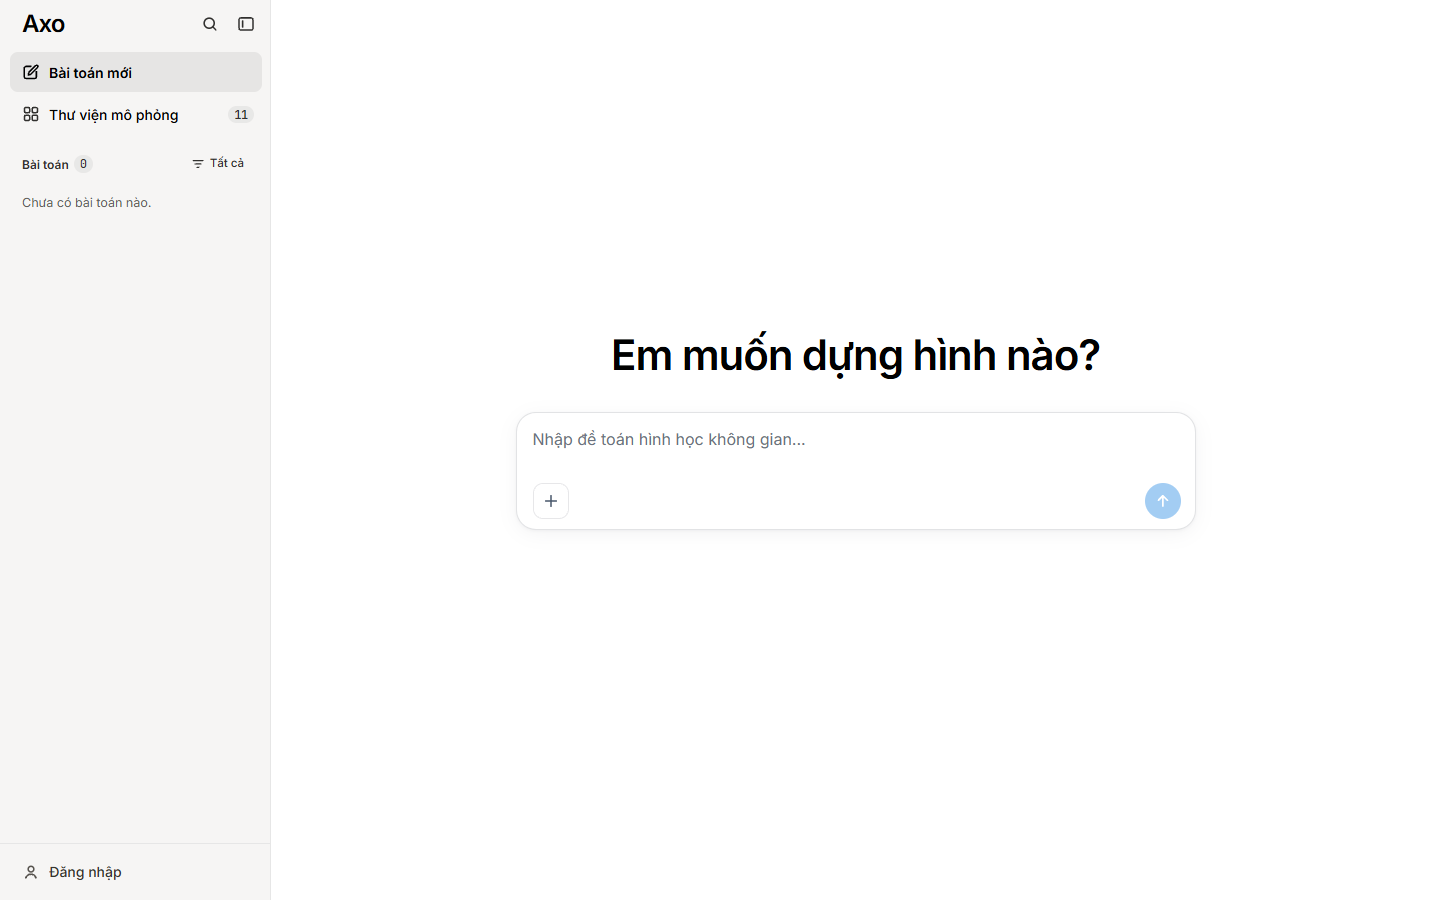 Axo
Bài toán mới
Thư viện mô phỏng 11
Bài toán 0 Tất cả
Chưa có bài toán nào.
Em muốn dựng hình nào?
Nhập đề toán hình học không gian...
Đăng nhập